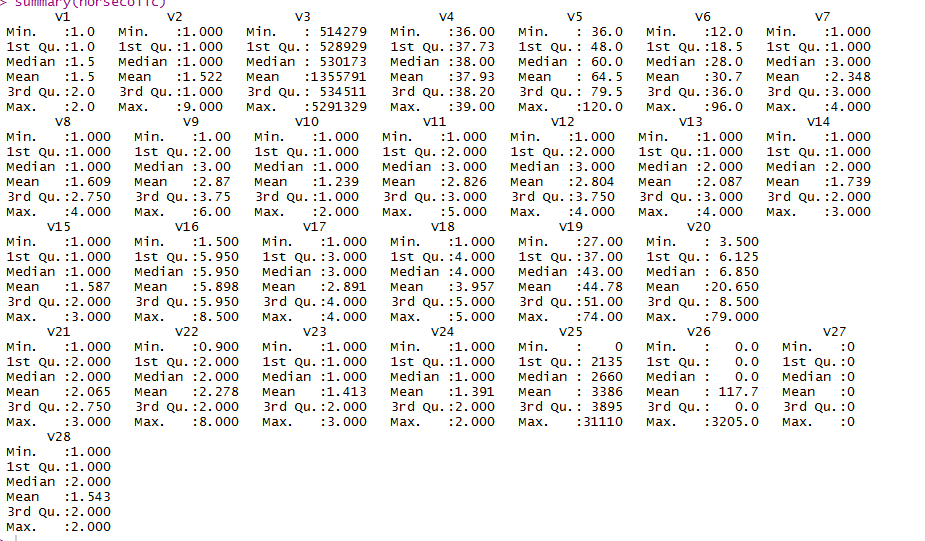 > summary(horsecolic)
V1 V2 V3 V4 V5 V6 V7
Min. :1.0 Min. :1.000 Min. : 514279 Min. :36.00 Min. : 36.0 Min. :12.0 Min. :1.000
1st Qu.:1.0 1st Qu.:1.000 1st Qu.: 528929 1st Qu.:37.73 1st Qu.: 48.0 1st Qu.:18.5 1st Qu.:1.000
Median :1.5 Median :1.000 Median : 530173 Median :38.00 Median : 60.0 Median :28.0 Median :3.000
Mean :1.5 Mean :1.522 Mean :1355791 Mean :37.93 Mean : 64.5 Mean :30.7 Mean :2.348
3rd Qu.:2.0 3rd Qu.:1.000 3rd Qu.: 534511 3rd Qu.:38.20 3rd Qu.: 79.5 3rd Qu.:36.0 3rd Qu.:3.000
Max. :2.0 Max. :9.000 Max. :5291329 Max. :39.00 Max. :120.0 Max. :96.0 Max. :4.000
V8 V9 V10 V11 V12 V13 V14
Min. :1.000 Min. :1.00 Min. :1.000 Min. :1.000 Min. :1.000 Min. :1.000 Min. :1.000
1st Qu.:1.000 1st Qu.:2.00 1st Qu.:1.000 1st Qu.:2.000 1st Qu.:2.000 1st Qu.:1.000 1st Qu.:1.000
Median :1.000 Median :3.00 Median :1.000 Median :3.000 Median :3.000 Median :2.000 Median :2.000
Mean :1.609 Mean :2.87 Mean :1.239 Mean :2.826 Mean :2.804 Mean :2.087 Mean :1.739
3rd Qu.:2.750 3rd Qu.:3.75 3rd Qu.:1.000 3rd Qu.:3.000 3rd Qu.:3.750 3rd Qu.:3.000 3rd Qu.:2.000
Max. :4.000 Max. :6.00 Max. :2.000 Max. :5.000 Max. :4.000 Max. :4.000 Max. :3.000
V15 V16 V17 V18 V19 V20
Min. :1.000 Min. :1.500 Min. :1.000 Min. :1.000 Min. :27.00 Min. : 3.500
1st Qu.:1.000 1st Qu.:5.950 1st Qu.:3.000 1st Qu.:4.000 1st Qu.:37.00 1st Qu.: 6.125
Median :1.000 Median :5.950 Median :3.000 Median :4.000 Median :43.00 Median : 6.850
Mean :1.587 Mean :5.898 Mean :2.891 Mean :3.957 Mean :44.78 Mean :20.650
3rd Qu.:2.000 3rd Qu.:5.950 3rd Qu.:4.000 3rd Qu.:5.000 3rd Qu.:51.00 3rd Qu.: 8.500
Max. :3.000 Max. :8.500 Max. :4.000 Max. :5.000 Max. :74.00 Max. :79.000
V21 V22 V23 V24 V25 V26 V27
Min. :1.000 Min. :0.900 Min. :1.000 Min. :1.000 Min. : 0 Min. : 0.0 Min. :0
1st Qu.:2.000 1st Qu.:2.000 1st Qu.:1.000 1st Qu.:1.000 1st Qu.: 2135 1st Qu.: 0.0 1st Qu.:0
Median :2.000 Median :2.000 Median :1.000 Median :1.000 Median : 2660 Median : 0.0 Median :0
Mean :2.065 Mean :2.278 Mean :1.413 Mean :1.391 Mean : 3386 Mean : 117.7 Mean :0
3rd Qu.:2.750 3rd Qu.:2.000 3rd Qu.:2.000 3rd Qu.:2.000 3rd Qu.: 3895 3rd Qu.: 0.0 3rd Qu.:0
Max. :3.000 Max. :8.000 Max. :3.000 Max. :2.000 Max. :31110 Max. :3205.0 Max. :0
V28
Min. :1.000
1st Qu.:1.000
Median :2.000
Mean :1.543
3rd Qu.:2.000
Max. :2.000
>